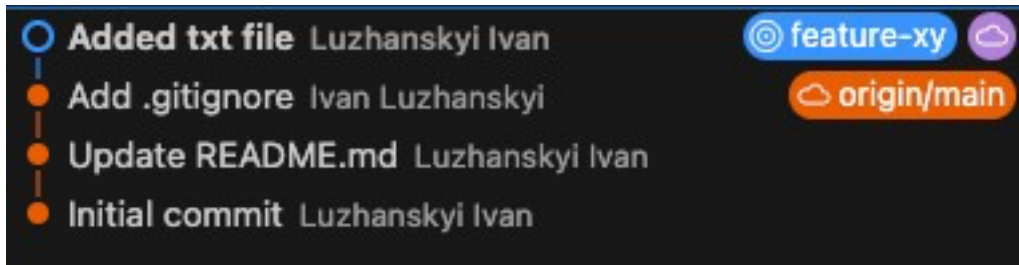 Added txt file Luzhanskyi Ivan feature-xy
Add .gitignore Ivan Luzhanskyi origin/main
Update README.md Luzhanskyi Ivan
Initial commit Luzhanskyi Ivan